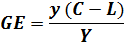 GE = y (C − L) / Y